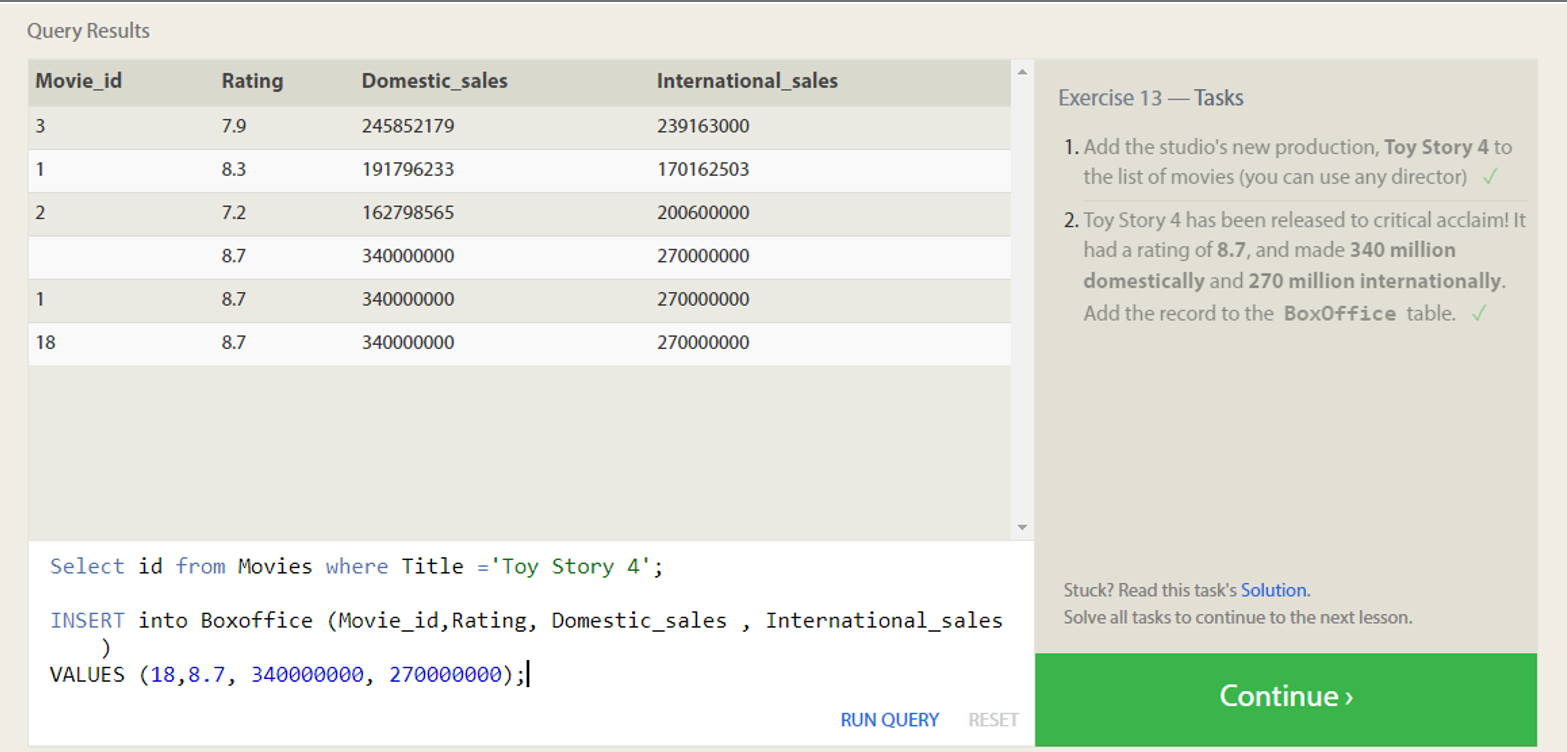 Query Results
Movie_id Rating Domestic_sales International_sales
3 7.9 245852179 239163000
1 8.3 191796233 170162503
2 7.2 162798565 200600000
8.7 340000000 270000000
1 8.7 340000000 270000000
18 8.7 340000000 270000000
Select id from Movies where Title ='Toy Story 4';
INSERT into Boxoffice (Movie_id,Rating, Domestic_sales , International_sales
)
VALUES (18,8.7, 340000000, 270000000);
RUN QUERY RESET
Exercise 13 — Tasks
1. Add the studio's new production, Toy Story 4 to
the list of movies (you can use any director) ✓
2. Toy Story 4 has been released to critical acclaim! It
had a rating of 8.7, and made 340 million
domestically and 270 million internationally.
Add the record to the BoxOffice table. ✓
Stuck? Read this task's Solution.
Solve all tasks to continue to the next lesson.
Continue ›